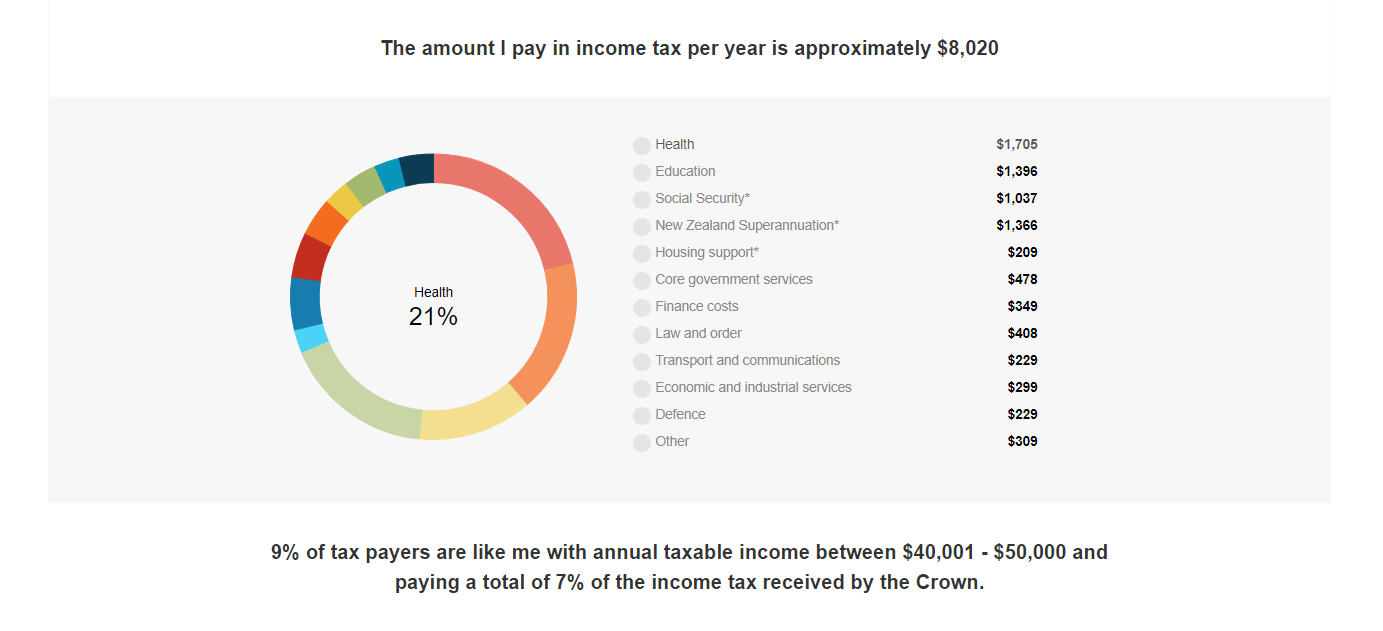 The amount I pay in income tax per year is approximately $8,020
Health $1,705
Education $1,396
Social Security* $1,037
New Zealand Superannuation* $1,366
Housing support* $209
Core government services $478
Finance costs $349
Law and order $408
Transport and communications $229
Economic and industrial services $299
Defence $229
Other $309
Health
21%
9% of tax payers are like me with annual taxable income between $40,001 - $50,000 and
paying a total of 7% of the income tax received by the Crown.